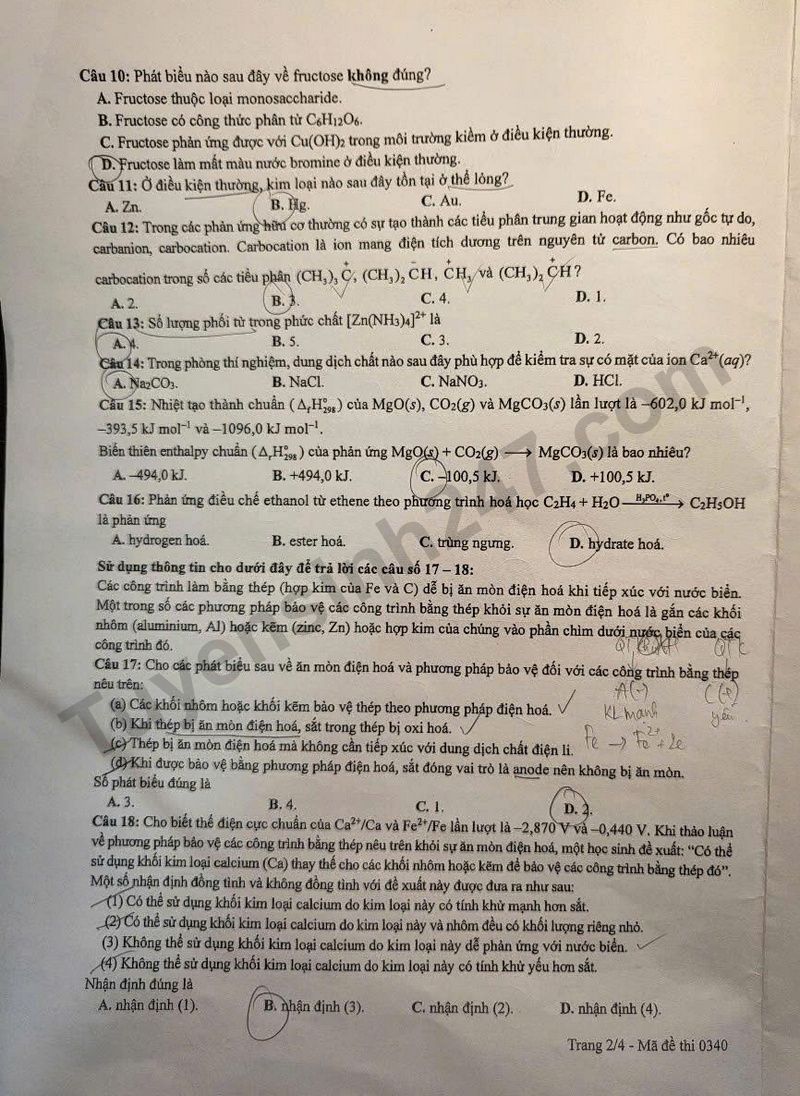 Câu 10: Phát biểu nào sau đây về fructose không đúng?
A. Fructose thuộc loại monosaccharide.
B. Fructose có công thức phân tử C₆H₁₂O₆.
C. Fructose phản ứng được với Cu(OH)₂ trong môi trường kiềm ở điều kiện thường.
D. Fructose làm mất màu nước bromine ở điều kiện thường.
Câu 11: Ở điều kiện thường, kim loại nào sau đây tồn tại ở thể lỏng?
A. Zn. B. Hg. C. Au. D. Fe.
Câu 12: Trong các phản ứng hữu cơ thường có sự tạo thành các tiểu phân trung gian hoạt động như gốc tự do,
carbanion, carbocation. Carbocation là ion mang điện tích dương trên nguyên tử carbon. Có bao nhiêu
carbocation trong số các tiểu phân (CH₃)₃C⁺, (CH₃)₂C̄H, C⁺H₃ và (CH₃)₂C⁺H?
A. 2. B. 3. C. 4. D. 1.
Câu 13: Số lượng phối tử trong phức chất [Zn(NH₃)₄]²⁺ là
A. 4. B. 5. C. 3. D. 2.
Câu 14: Trong phòng thí nghiệm, dung dịch chất nào sau đây phù hợp để kiểm tra sự có mặt của ion Ca²⁺(aq)?
A. Na₂CO₃. B. NaCl. C. NaNO₃. D. HCl.
Câu 15: Nhiệt tạo thành chuẩn (ΔfH°₂₉₈) của MgO(s), CO₂(g) và MgCO₃(s) lần lượt là –602,0 kJ mol⁻¹,
–393,5 kJ mol⁻¹ và –1096,0 kJ mol⁻¹.
Biến thiên enthalpy chuẩn (ΔrH°₂₉₈) của phản ứng MgO(s) + CO₂(g) ⟶ MgCO₃(s) là bao nhiêu?
A. –494,0 kJ. B. +494,0 kJ. C. –100,5 kJ. D. +100,5 kJ.
Câu 16: Phản ứng điều chế ethanol từ ethene theo phương trình hoá học C₂H₄ + H₂O —H₃PO₄, t°→ C₂H₅OH
là phản ứng
A. hydrogen hoá. B. ester hoá. C. trùng ngưng. D. hydrate hoá.
Sử dụng thông tin cho dưới đây để trả lời các câu số 17 – 18:
Các công trình làm bằng thép (hợp kim của Fe và C) dễ bị ăn mòn điện hoá khi tiếp xúc với nước biển.
Một trong số các phương pháp bảo vệ các công trình bằng thép khỏi sự ăn mòn điện hoá là gắn các khối
nhôm (aluminium, Al) hoặc kẽm (zinc, Zn) hoặc hợp kim của chúng vào phần chìm dưới nước biển của các
công trình đó.
Câu 17: Cho các phát biểu sau về ăn mòn điện hoá và phương pháp bảo vệ đối với các công trình bằng thép
nêu trên:
A(-) C(+)
(a) Các khối nhôm hoặc khối kẽm bảo vệ thép theo phương pháp điện hoá.
KL mạnh yếu
(b) Khi thép bị ăn mòn điện hoá, sắt trong thép bị oxi hoá.
Fe → Fe²⁺ + 2e
(c) Thép bị ăn mòn điện hoá mà không cần tiếp xúc với dung dịch chất điện li.
(d) Khi được bảo vệ bằng phương pháp điện hoá, sắt đóng vai trò là anode nên không bị ăn mòn.
Số phát biểu đúng là
A. 3. B. 4. C. 1. D. 2.
Câu 18: Cho biết thế điện cực chuẩn của Ca²⁺/Ca và Fe²⁺/Fe lần lượt là –2,870 V và –0,440 V. Khi thảo luận
về phương pháp bảo vệ các công trình bằng thép nêu trên khỏi sự ăn mòn điện hoá, một học sinh đề xuất: “Có thể
sử dụng khối kim loại calcium (Ca) thay thế cho các khối nhôm hoặc kẽm để bảo vệ các công trình bằng thép đó”.
Một số nhận định đồng tình và không đồng tình với đề xuất này được đưa ra như sau:
(1) Có thể sử dụng khối kim loại calcium do kim loại này có tính khử mạnh hơn sắt.
(2) Có thể sử dụng khối kim loại calcium do kim loại này và nhôm đều có khối lượng riêng nhỏ.
(3) Không thể sử dụng khối kim loại calcium do kim loại này dễ phản ứng với nước biển.
(4) Không thể sử dụng khối kim loại calcium do kim loại này có tính khử yếu hơn sắt.
Nhận định đúng là
A. nhận định (1). B. nhận định (3). C. nhận định (2). D. nhận định (4).
Trang 2/4 - Mã đề thi 0340
Tuyensinh247.com